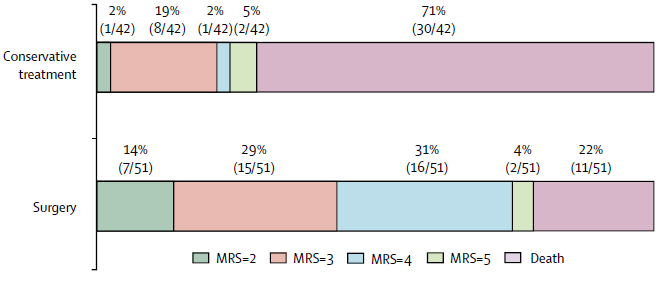 2% 19% 2% 5% 71%
(1/42) (8/42) (1/42) (2/42) (30/42)
Conservative
treatment
14% 29% 31% 4% 22%
(7/51) (15/51) (16/51) (2/51) (11/51)
Surgery
MRS=2 MRS=3 MRS=4 MRS=5 Death